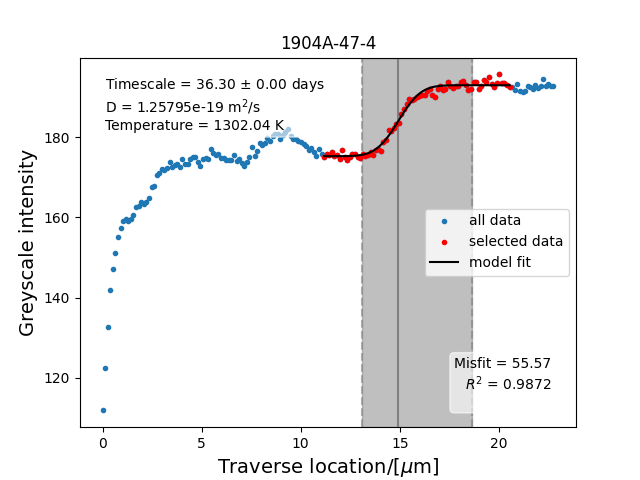 1904A-47-4
Timescale = 36.30 ± 0.00 days
D = 1.25795e-19 m²/s
Temperature = 1302.04 K
Greyscale intensity
180
160
140
120
all data
selected data
model fit
Misfit = 55.57
R² = 0.9872
0 5 10 15 20
Traverse location/[μm]